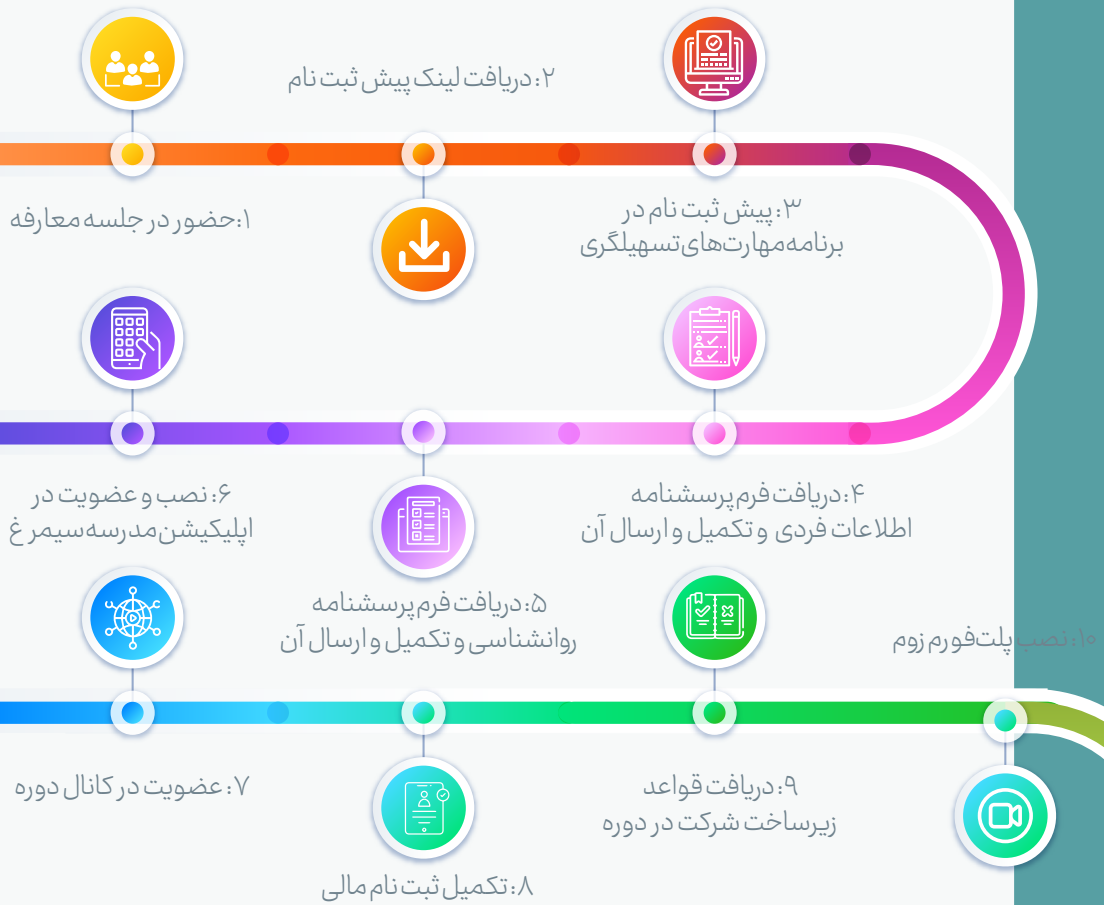 ۱:حضور در جلسه معارفه
۲:دریافت لینک پیش ثبت نام
۳:پیش ثبت نام در
برنامه مهارت‌های تسهیلگری
۴:دریافت فرم پرسشنامه
اطلاعات فردی و تکمیل و ارسال آن
۵:دریافت فرم پرسشنامه
روانشناسی و تکمیل و ارسال آن
۶:نصب و عضویت در
اپلیکیشن مدرسه سیمرغ
۷:عضویت در کانال دوره
۸:تکمیل ثبت نام مالی
۹:دریافت قواعد
زیرساخت شرکت در دوره
۱۰:نصب پلت‌فورم زوم